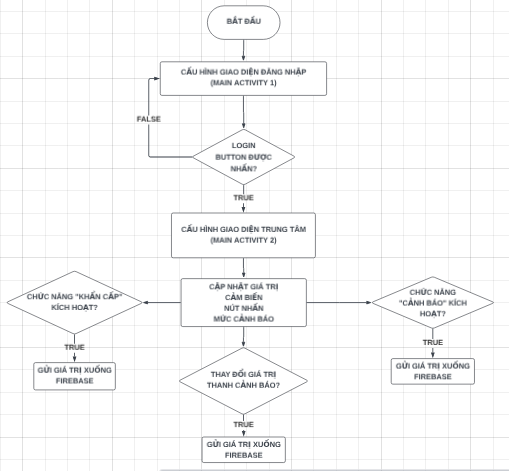 BẮT ĐẦU
CẤU HÌNH GIAO DIỆN ĐĂNG NHẬP
(MAIN ACTIVITY 1)
FALSE
LOGIN
BUTTON ĐƯỢC
NHẤN?
TRUE
CẤU HÌNH GIAO DIỆN TRUNG TÂM
(MAIN ACTIVITY 2)
CẬP NHẬT GIÁ TRỊ
CẢM BIẾN
NÚT NHẤN
MỨC CẢNH BÁO
CHỨC NĂNG "KHẨN CẤP"
KÍCH HOẠT?
TRUE
GỬI GIÁ TRỊ XUỐNG
FIREBASE
CHỨC NĂNG
"CẢNH BÁO" KÍCH
HOẠT?
TRUE
GỬI GIÁ TRỊ XUỐNG
FIREBASE
THAY ĐỔI GIÁ TRỊ
THANH CẢNH BÁO?
TRUE
GỬI GIÁ TRỊ XUỐNG
FIREBASE